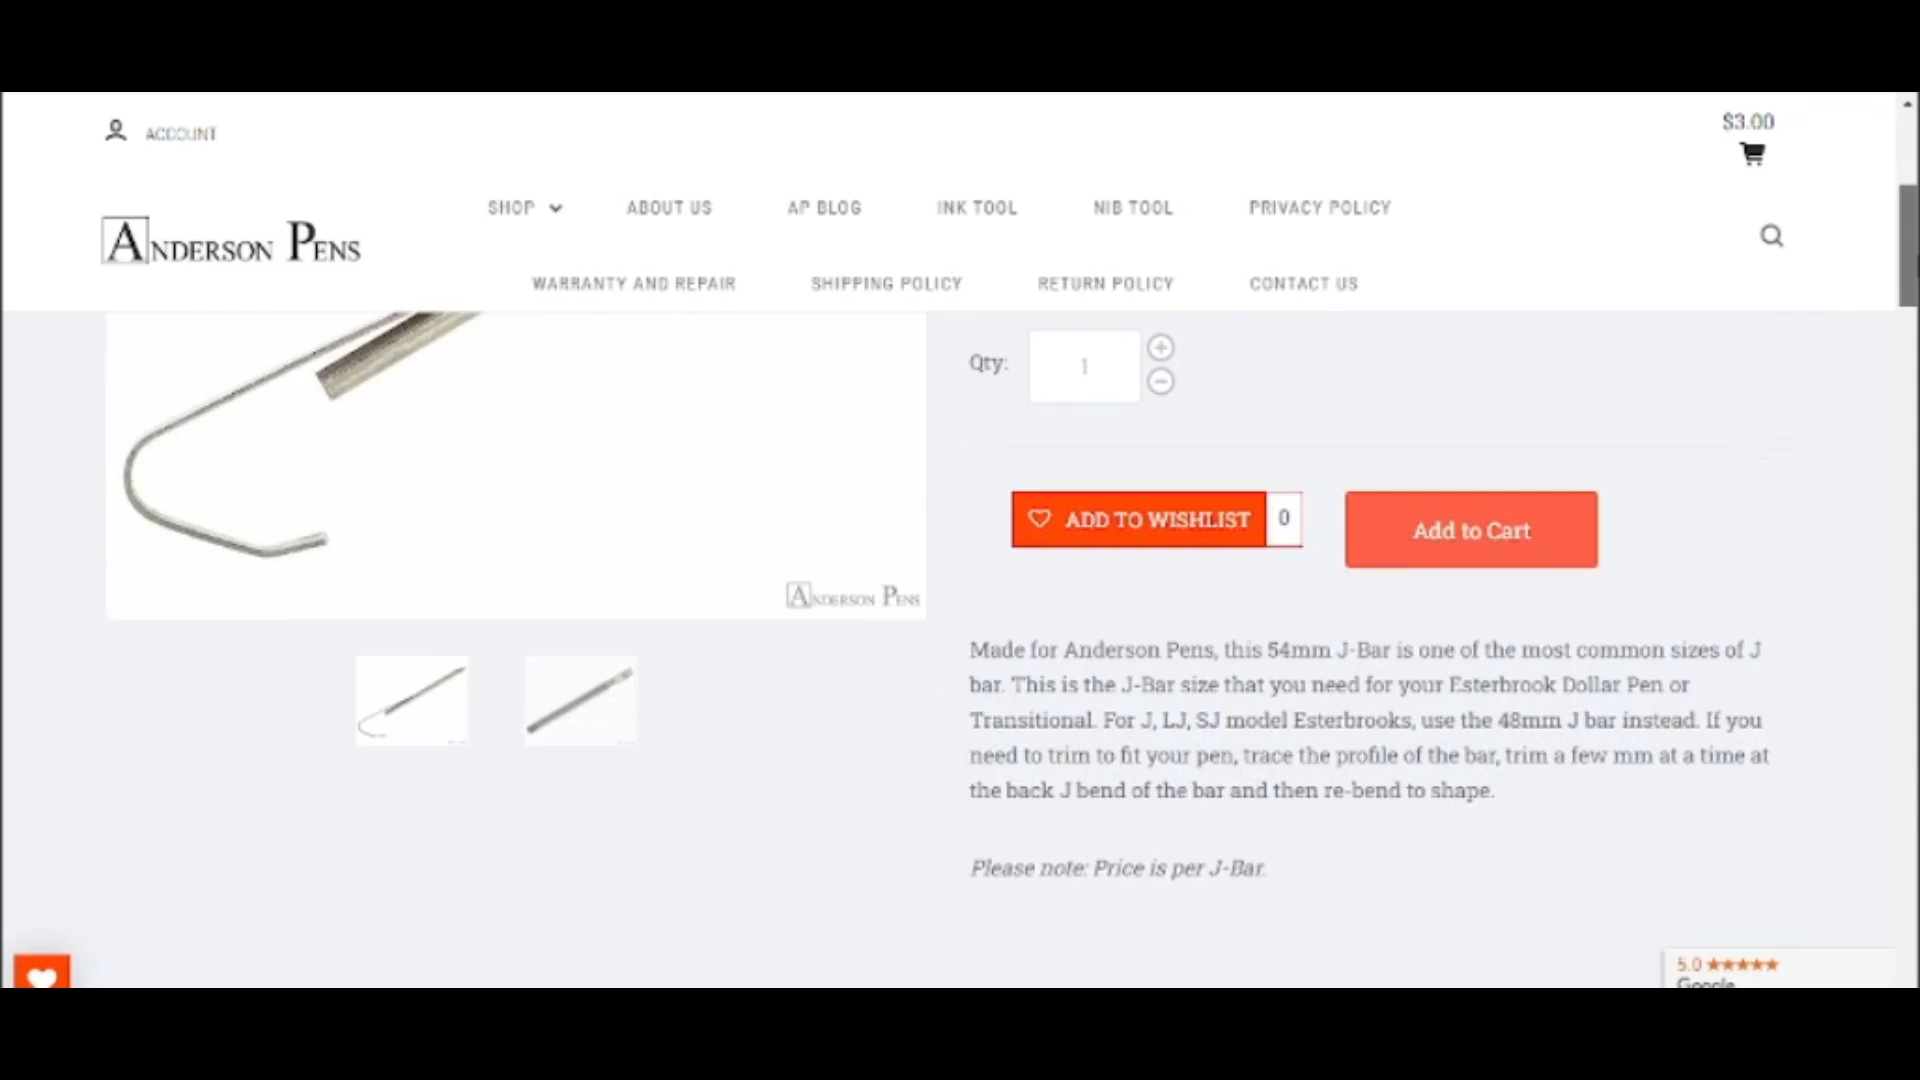 ACCOUNT
$3.00
SHOP ABOUT US AP BLOG INK TOOL NIB TOOL PRIVACY POLICY
ANDERSON PENS
WARRANTY AND REPAIR SHIPPING POLICY RETURN POLICY CONTACT US
Qty: 1
ADD TO WISHLIST 0
Add to Cart
ANDERSON PENS
Made for Anderson Pens, this 54mm J-Bar is one of the most common sizes of J
bar. This is the J-Bar size that you need for your Esterbrook Dollar Pen or
Transitional. For J, LJ, SJ model Esterbrooks, use the 48mm J bar instead. If you
need to trim to fit your pen, trace the profile of the bar, trim a few mm at a time at
the back J bend of the bar and then re-bend to shape.
Please note: Price is per J-Bar.
5.0 ★★★★★
Google